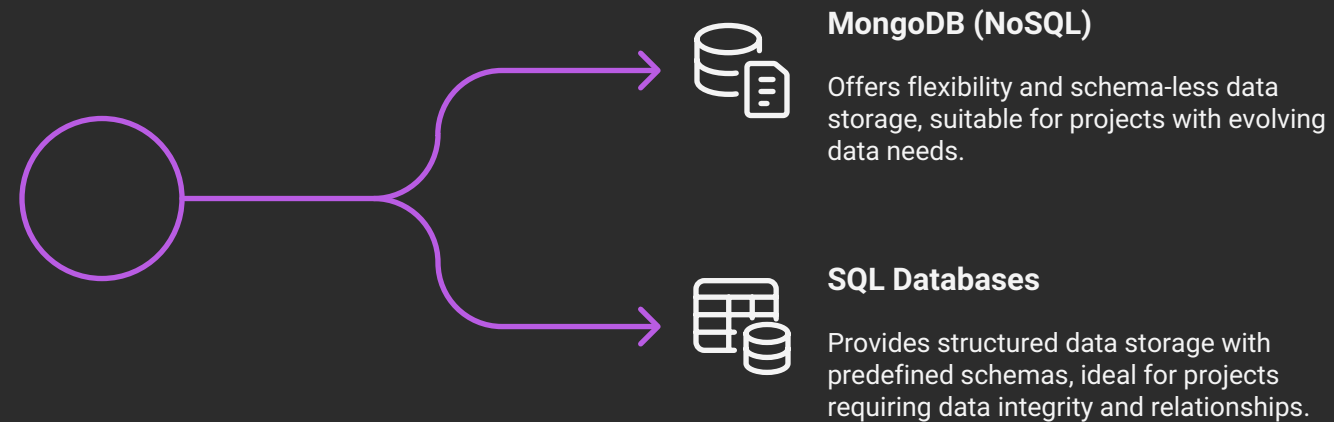 MongoDB (NoSQL)
Offers flexibility and schema-less data
storage, suitable for projects with evolving
data needs.
SQL Databases
Provides structured data storage with
predefined schemas, ideal for projects
requiring data integrity and relationships.